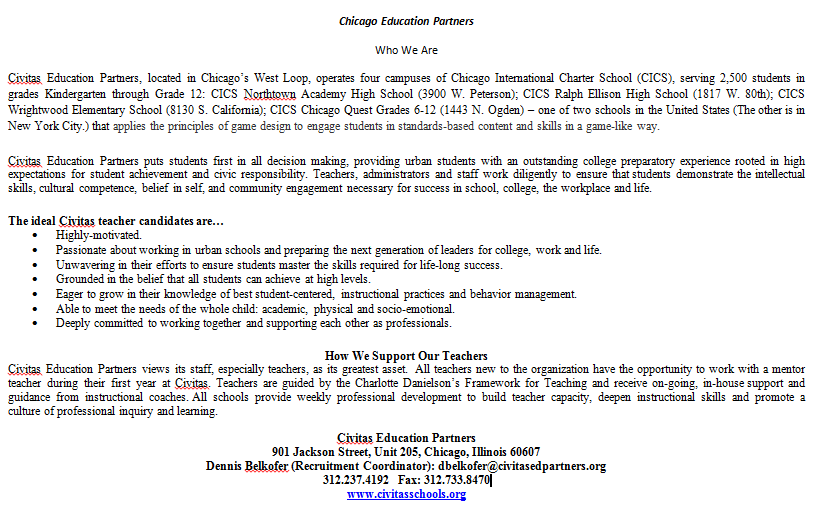 Chicago Education Partners
Who We Are
Civitas Education Partners, located in Chicago's West Loop, operates four campuses of Chicago International Charter School (CICS), serving 2,500 students in
grades Kindergarten through Grade 12: CICS Northtown Academy High School (3900 W. Peterson); CICS Ralph Ellison High School (1817 W. 80th); CICS
Wrightwood Elementary School (8130 S. California); CICS Chicago Quest Grades 6-12 (1443 N. Ogden) – one of two schools in the United States (The other is in
New York City.) that applies the principles of game design to engage students in standards-based content and skills in a game-like way.
Civitas Education Partners puts students first in all decision making, providing urban students with an outstanding college preparatory experience rooted in high
expectations for student achievement and civic responsibility. Teachers, administrators and staff work diligently to ensure that students demonstrate the intellectual
skills, cultural competence, belief in self, and community engagement necessary for success in school, college, the workplace and life.
The ideal Civitas teacher candidates are…
• Highly-motivated.
• Passionate about working in urban schools and preparing the next generation of leaders for college, work and life.
• Unwavering in their efforts to ensure students master the skills required for life-long success.
• Grounded in the belief that all students can achieve at high levels.
• Eager to grow in their knowledge of best student-centered, instructional practices and behavior management.
• Able to meet the needs of the whole child: academic, physical and socio-emotional.
• Deeply committed to working together and supporting each other as professionals.
How We Support Our Teachers
Civitas Education Partners views its staff, especially teachers, as its greatest asset. All teachers new to the organization have the opportunity to work with a mentor
teacher during their first year at Civitas. Teachers are guided by the Charlotte Danielson's Framework for Teaching and receive on-going, in-house support and
guidance from instructional coaches. All schools provide weekly professional development to build teacher capacity, deepen instructional skills and promote a
culture of professional inquiry and learning.
Civitas Education Partners
901 Jackson Street, Unit 205, Chicago, Illinois 60607
Dennis Belkofer (Recruitment Coordinator): dbelkofer@civitasedpartners.org
312.237.4192 Fax: 312.733.8470
www.civitasschools.org